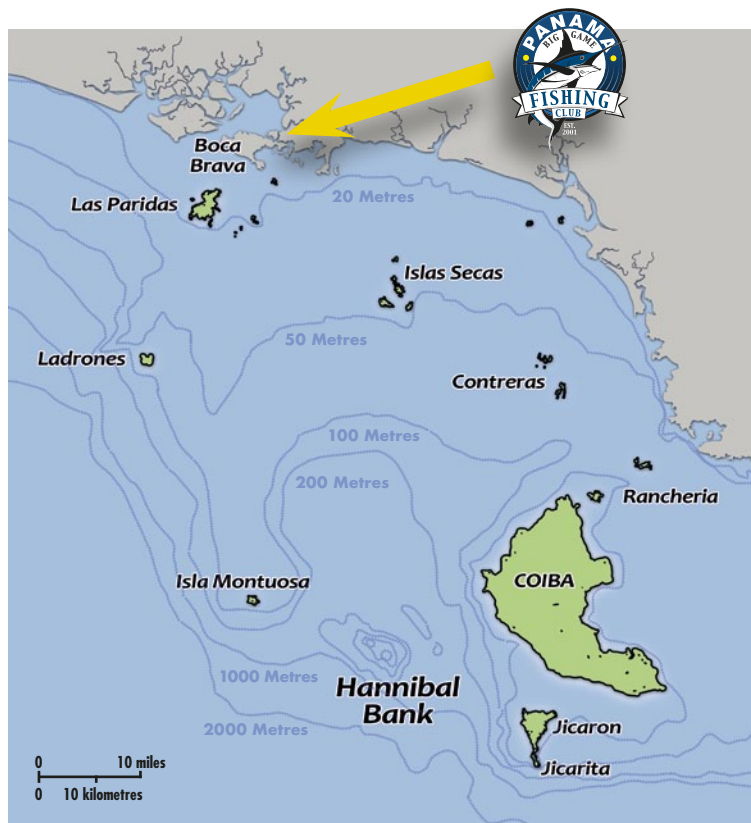 PANAMA
BIG GAME
FISHING
CLUB
EST.
2001
Boca
Brava
Las Paridas
20 Metres
Islas Secas
50 Metres
Ladrones
Contreras
100 Metres
200 Metres
Rancheria
Isla Montuosa
COIBA
1000 Metres
Hannibal
Bank
2000 Metres
Jicaron
Jicarita
0 10 miles
0 10 kilometres